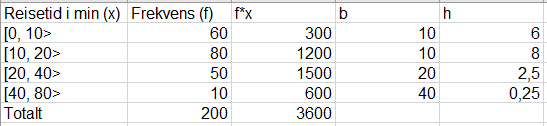 Reisetid i min (x) Frekvens (f) f*x b h
[0, 10> 60 300 10 6
[10, 20> 80 1200 10 8
[20, 40> 50 1500 20 2,5
[40, 80> 10 600 40 0,25
Totalt 200 3600